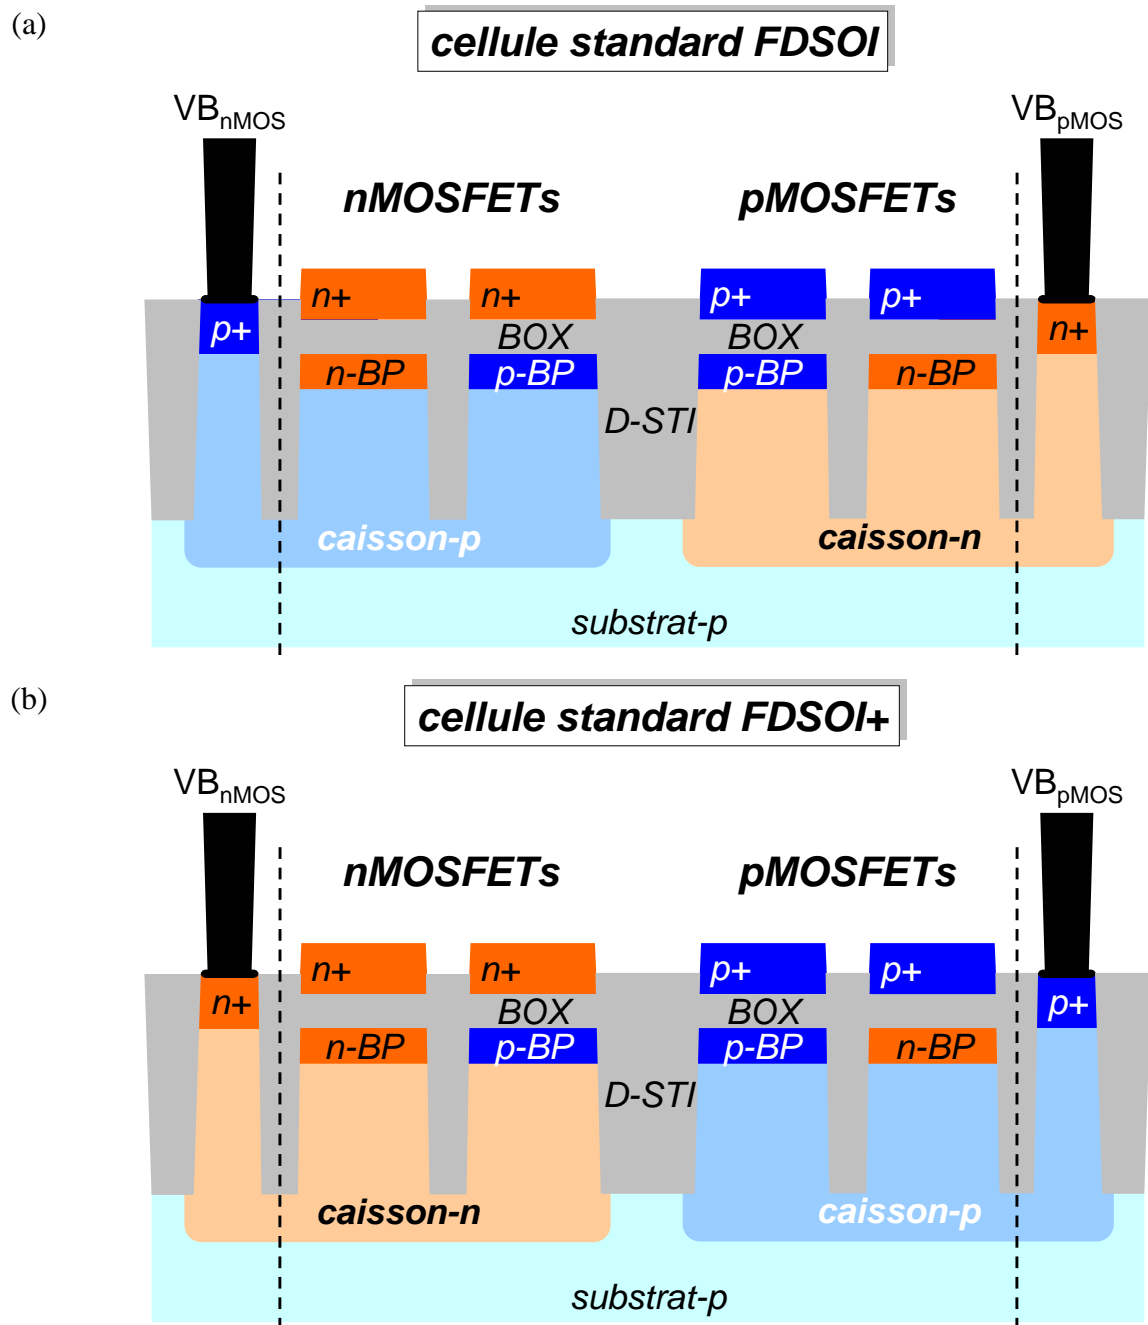 (a)
cellule standard FDSOI
VBnMOS VBpMOS
nMOSFETs pMOSFETs
n+ n+ p+ p+
p+ BOX BOX n+
n-BP p-BP p-BP n-BP
D-STI
caisson-p caisson-n
substrat-p
(b)
cellule standard FDSOI+
VBnMOS VBpMOS
nMOSFETs pMOSFETs
n+ n+ p+ p+
n+ BOX BOX p+
n-BP p-BP p-BP n-BP
D-STI
caisson-n caisson-p
substrat-p